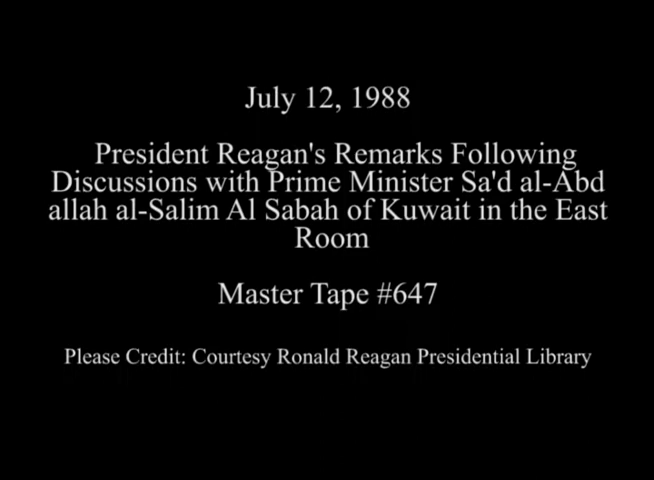 July 12, 1988
President Reagan's Remarks Following
Discussions with Prime Minister Sa'd al-Abd
allah al-Salim Al Sabah of Kuwait in the East
Room
Master Tape #647
Please Credit: Courtesy Ronald Reagan Presidential Library